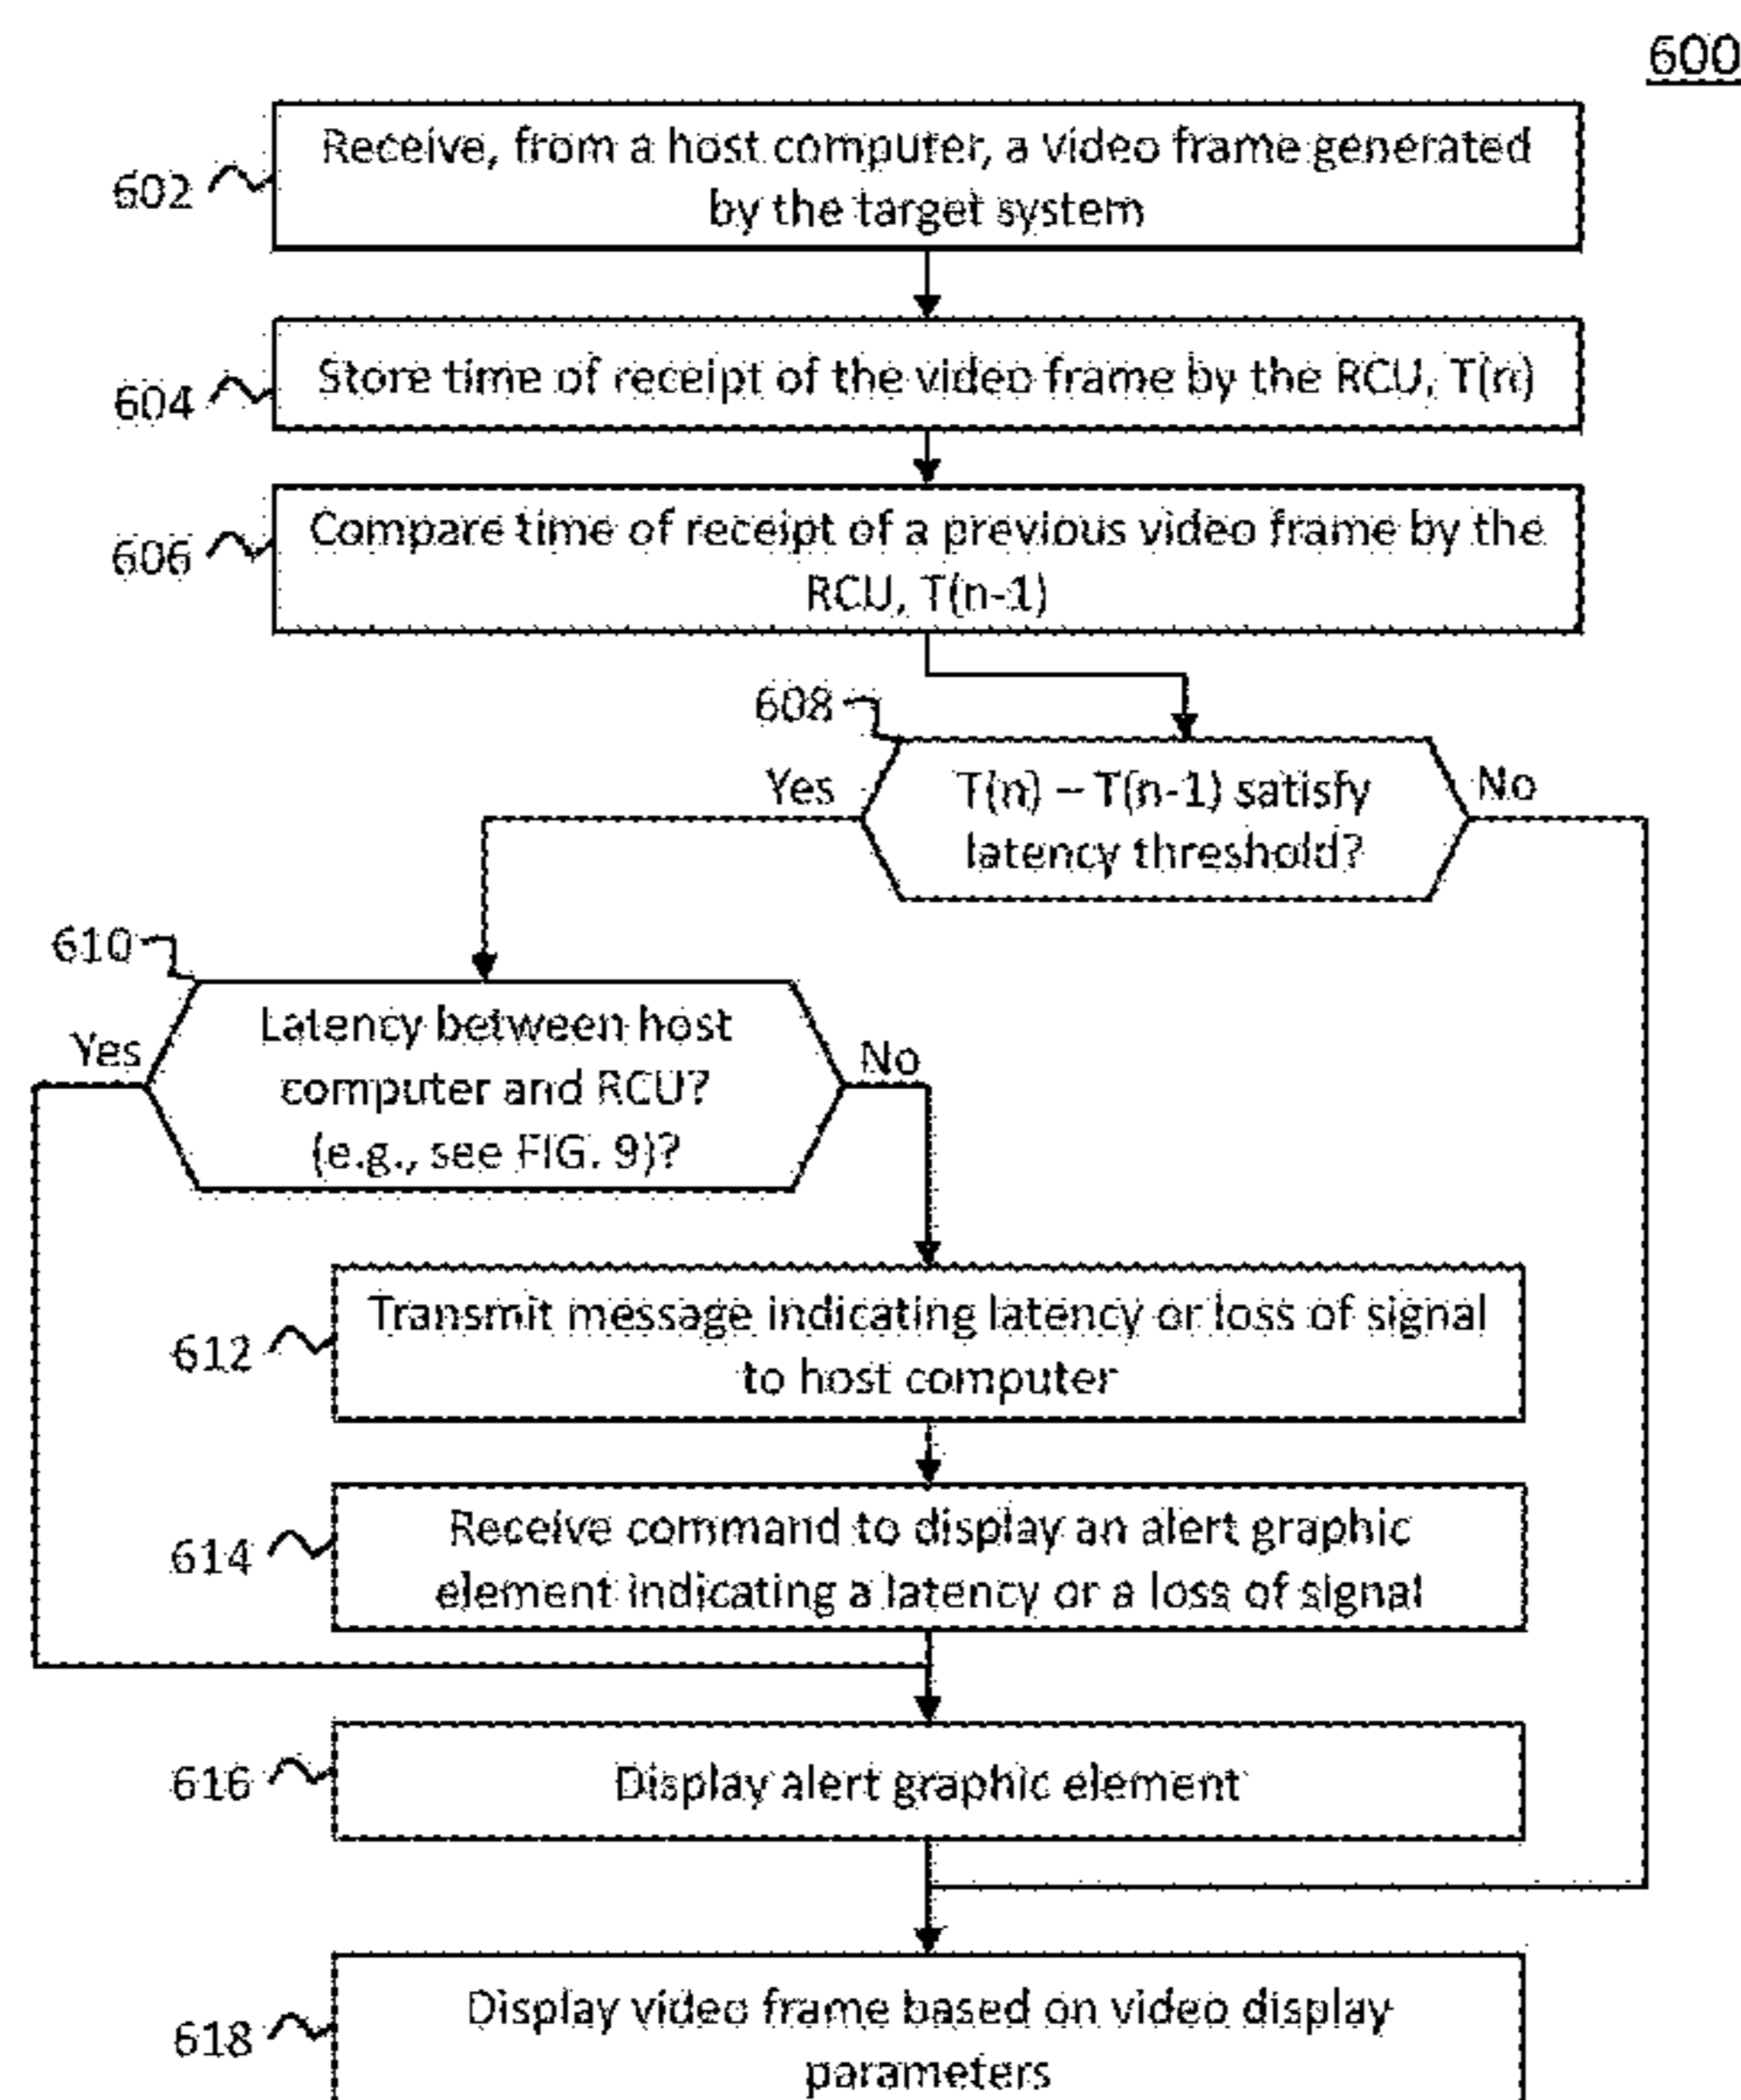 600
602
Receive, from a host computer, a video frame generated
by the target system
604
Store time of receipt of the video frame by the RCU, T(n)
606
Compare time of receipt of a previous video frame by the
RCU, T(n-1)
608
Yes
T(n) – T(n-1) satisfy
latency threshold?
No
610
Yes
Latency between host
computer and RCU?
(e.g., see FIG. 9)?
No
612
Transmit message indicating latency or loss of signal
to host computer
614
Receive command to display an alert graphic
element indicating a latency or a loss of signal
616
Display alert graphic element
618
Display video frame based on video display
parameters